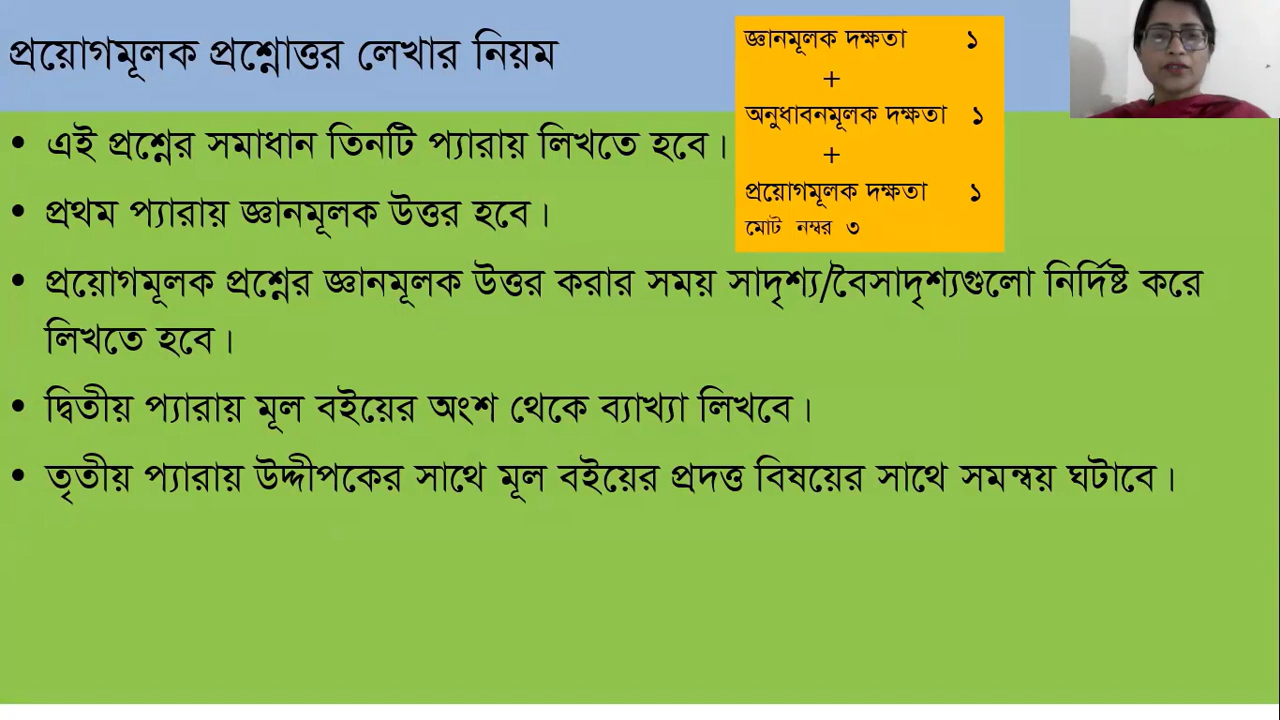 প্রয়োগমূলক প্রশ্নোত্তর লেখার নিয়ম
জ্ঞানমূলক দক্ষতা ১
+
অনুধাবনমূলক দক্ষতা ১
+
প্রয়োগমূলক দক্ষতা ১
মোট নম্বর ৩
• এই প্রশ্নের সমাধান তিনটি প্যারায় লিখতে হবে।
• প্রথম প্যারায় জ্ঞানমূলক উত্তর হবে।
• প্রয়োগমূলক প্রশ্নের জ্ঞানমূলক উত্তর করার সময় সাদৃশ্য/বৈসাদৃশ্যগুলো নির্দিষ্ট করে
লিখতে হবে।
• দ্বিতীয় প্যারায় মূল বইয়ের অংশ থেকে ব্যাখ্যা লিখবে।
• তৃতীয় প্যারায় উদ্দীপকের সাথে মূল বইয়ের প্রদত্ত বিষয়ের সাথে সমন্বয় ঘটাবে।